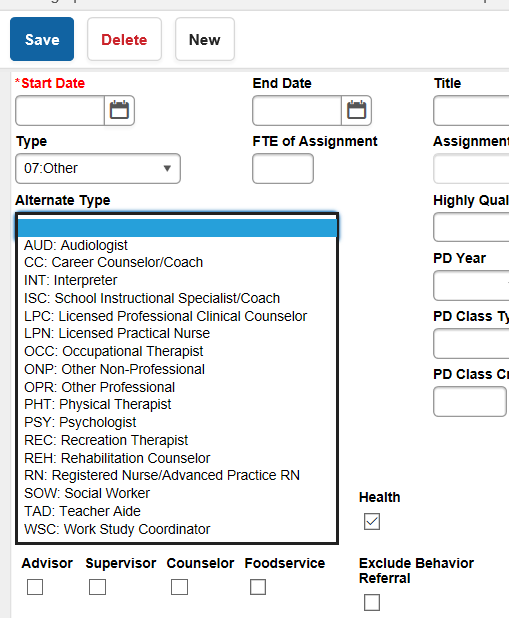 Save Delete New
*Start Date End Date Title
Type FTE of Assignment Assignment
07:Other
Alternate Type Highly Qual
AUD: Audiologist
CC: Career Counselor/Coach
PD Year
INT: Interpreter
ISC: School Instructional Specialist/Coach
LPC: Licensed Professional Clinical Counselor
PD Class Ty
LPN: Licensed Practical Nurse
OCC: Occupational Therapist
ONP: Other Non-Professional
PD Class Cr
OPR: Other Professional
PHT: Physical Therapist
PSY: Psychologist
REC: Recreation Therapist
REH: Rehabilitation Counselor
RN: Registered Nurse/Advanced Practice RN
SOW: Social Worker
Health
TAD: Teacher Aide
WSC: Work Study Coordinator
Advisor Supervisor Counselor Foodservice Exclude Behavior
Referral